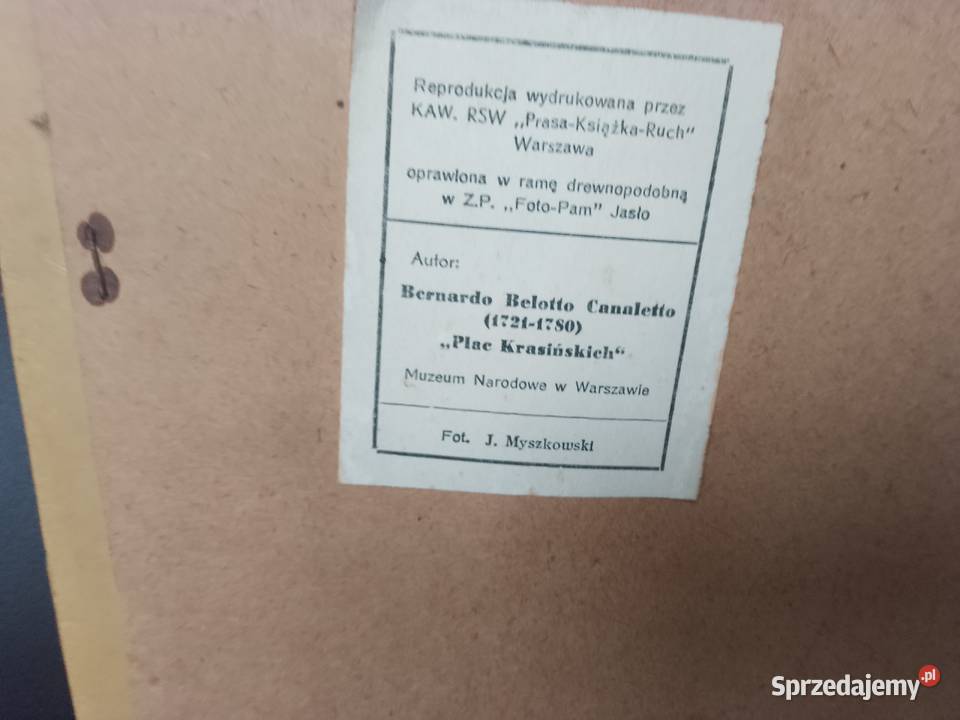 Reprodukcja wydrukowana przez
KAW. RSW „Prasa-Książka-Ruch”
Warszawa
oprawiona w ramę drewnopodobną
w Z.P. „Foto-Pam” Jasło
Autor:
Bernardo Belotto Canaletto
(1721-1780)
„Plac Krasińskich“
Muzeum Narodowe w Warszawie
Fot. J. Myszkowski
Sprzedajemy.pl